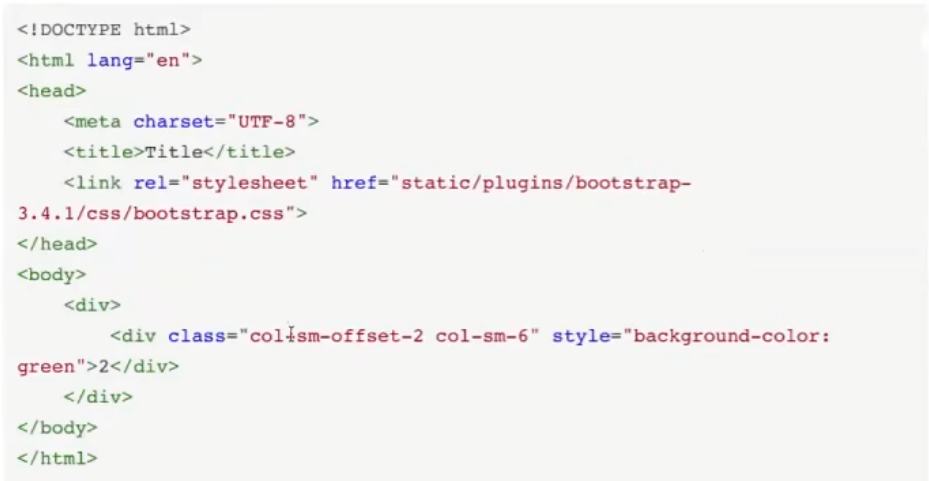 <!DOCTYPE html>
<html lang="en">
<head>
    <meta charset="UTF-8">
    <title>Title</title>
    <link rel="stylesheet" href="static/plugins/bootstrap-
3.4.1/css/bootstrap.css">
</head>
<body>
    <div>
        <div class="col-sm-offset-2 col-sm-6" style="background-color:
green">2</div>
    </div>
</body>
</html>